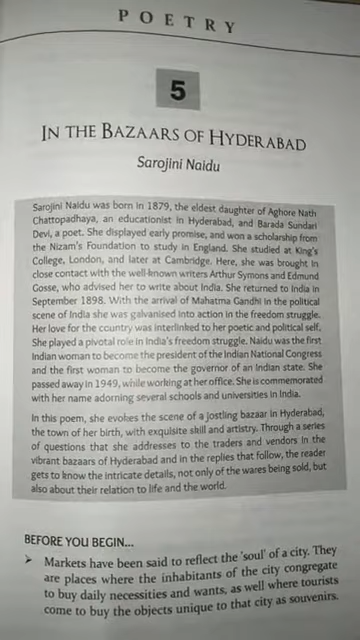 POETRY
5
IN THE BAZAARS OF HYDERABAD
Sarojini Naidu
Sarojini Naidu was born in 1879, the eldest daughter of Aghore Nath
Chattopadhaya, an educationist in Hyderabad, and Barada Sundari
Devi, a poet. She displayed early promise, and won a scholarship from
the Nizam's Foundation to study in England. She studied at King's
College, London, and later at Cambridge. Here, she was brought in
close contact with the well-known writers Arthur Symons and Edmund
Gosse, who advised her to write about India. She returned to India in
September 1898. With the arrival of Mahatma Gandhi in the political
scene of India she was galvanised into action in the freedom struggle.
Her love for the country was interlinked to her poetic and political self.
She played a pivotal role in India's freedom struggle. Naidu was the first
Indian woman to become the president of the Indian National Congress
and the first woman to become the governor of an Indian state. She
passed away in 1949, while working at her office. She is commemorated
with her name adorning several schools and universities in India.
In this poem, she evokes the scene of a jostling bazaar in Hyderabad,
the town of her birth, with exquisite skill and artistry. Through a series
of questions that she addresses to the traders and vendors in the
vibrant bazaars of Hyderabad and in the replies that follow, the reader
gets to know the intricate details, not only of the wares being sold, but
also about their relation to life and the world.
BEFORE YOU BEGIN...
➤ Markets have been said to reflect the 'soul' of a city. They
are places where the inhabitants of the city congregate
to buy daily necessities and wants, as well where tourists
come to buy the objects unique to that city as souvenirs.